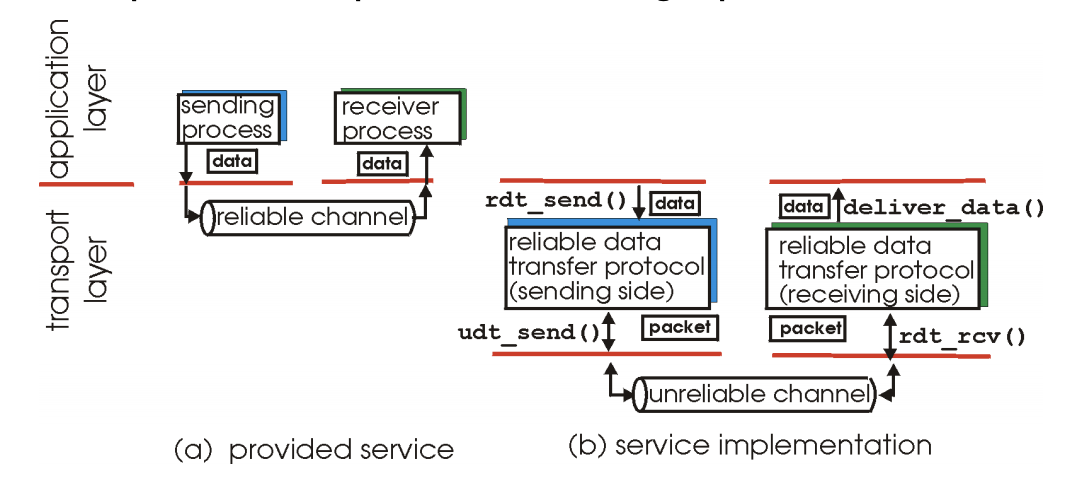 application
layer
transport
layer
sending
process
data
receiver
process
data
reliable channel
rdt_send()
data
reliable data
transfer protocol
(sending side)
udt_send()
packet
data
deliver_data()
reliable data
transfer protocol
(receiving side)
packet
rdt_rcv()
unreliable channel
(a) provided service
(b) service implementation